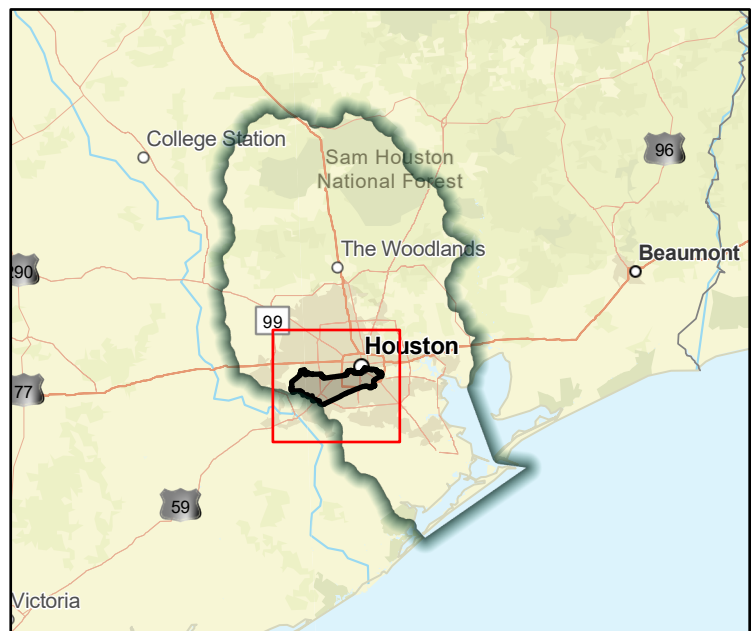 College Station
Sam Houston
National Forest
96
The Woodlands
Beaumont
290
99
Houston
77
59
Victoria